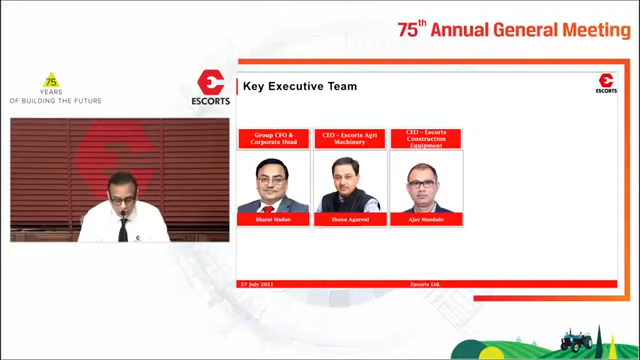 75th Annual General Meeting
75
YEARS
OF BUILDING THE FUTURE
ESCORTS
Key Executive Team
ESCORTS
Group CFO &
Corporate Head
CEO – Escorts Agri
Machinery
CEO – Escorts
Construction
Equipment
Bharat Madan
Shenu Agarwal
Ajay Mandahr
27 July 2021
Escorts Ltd.